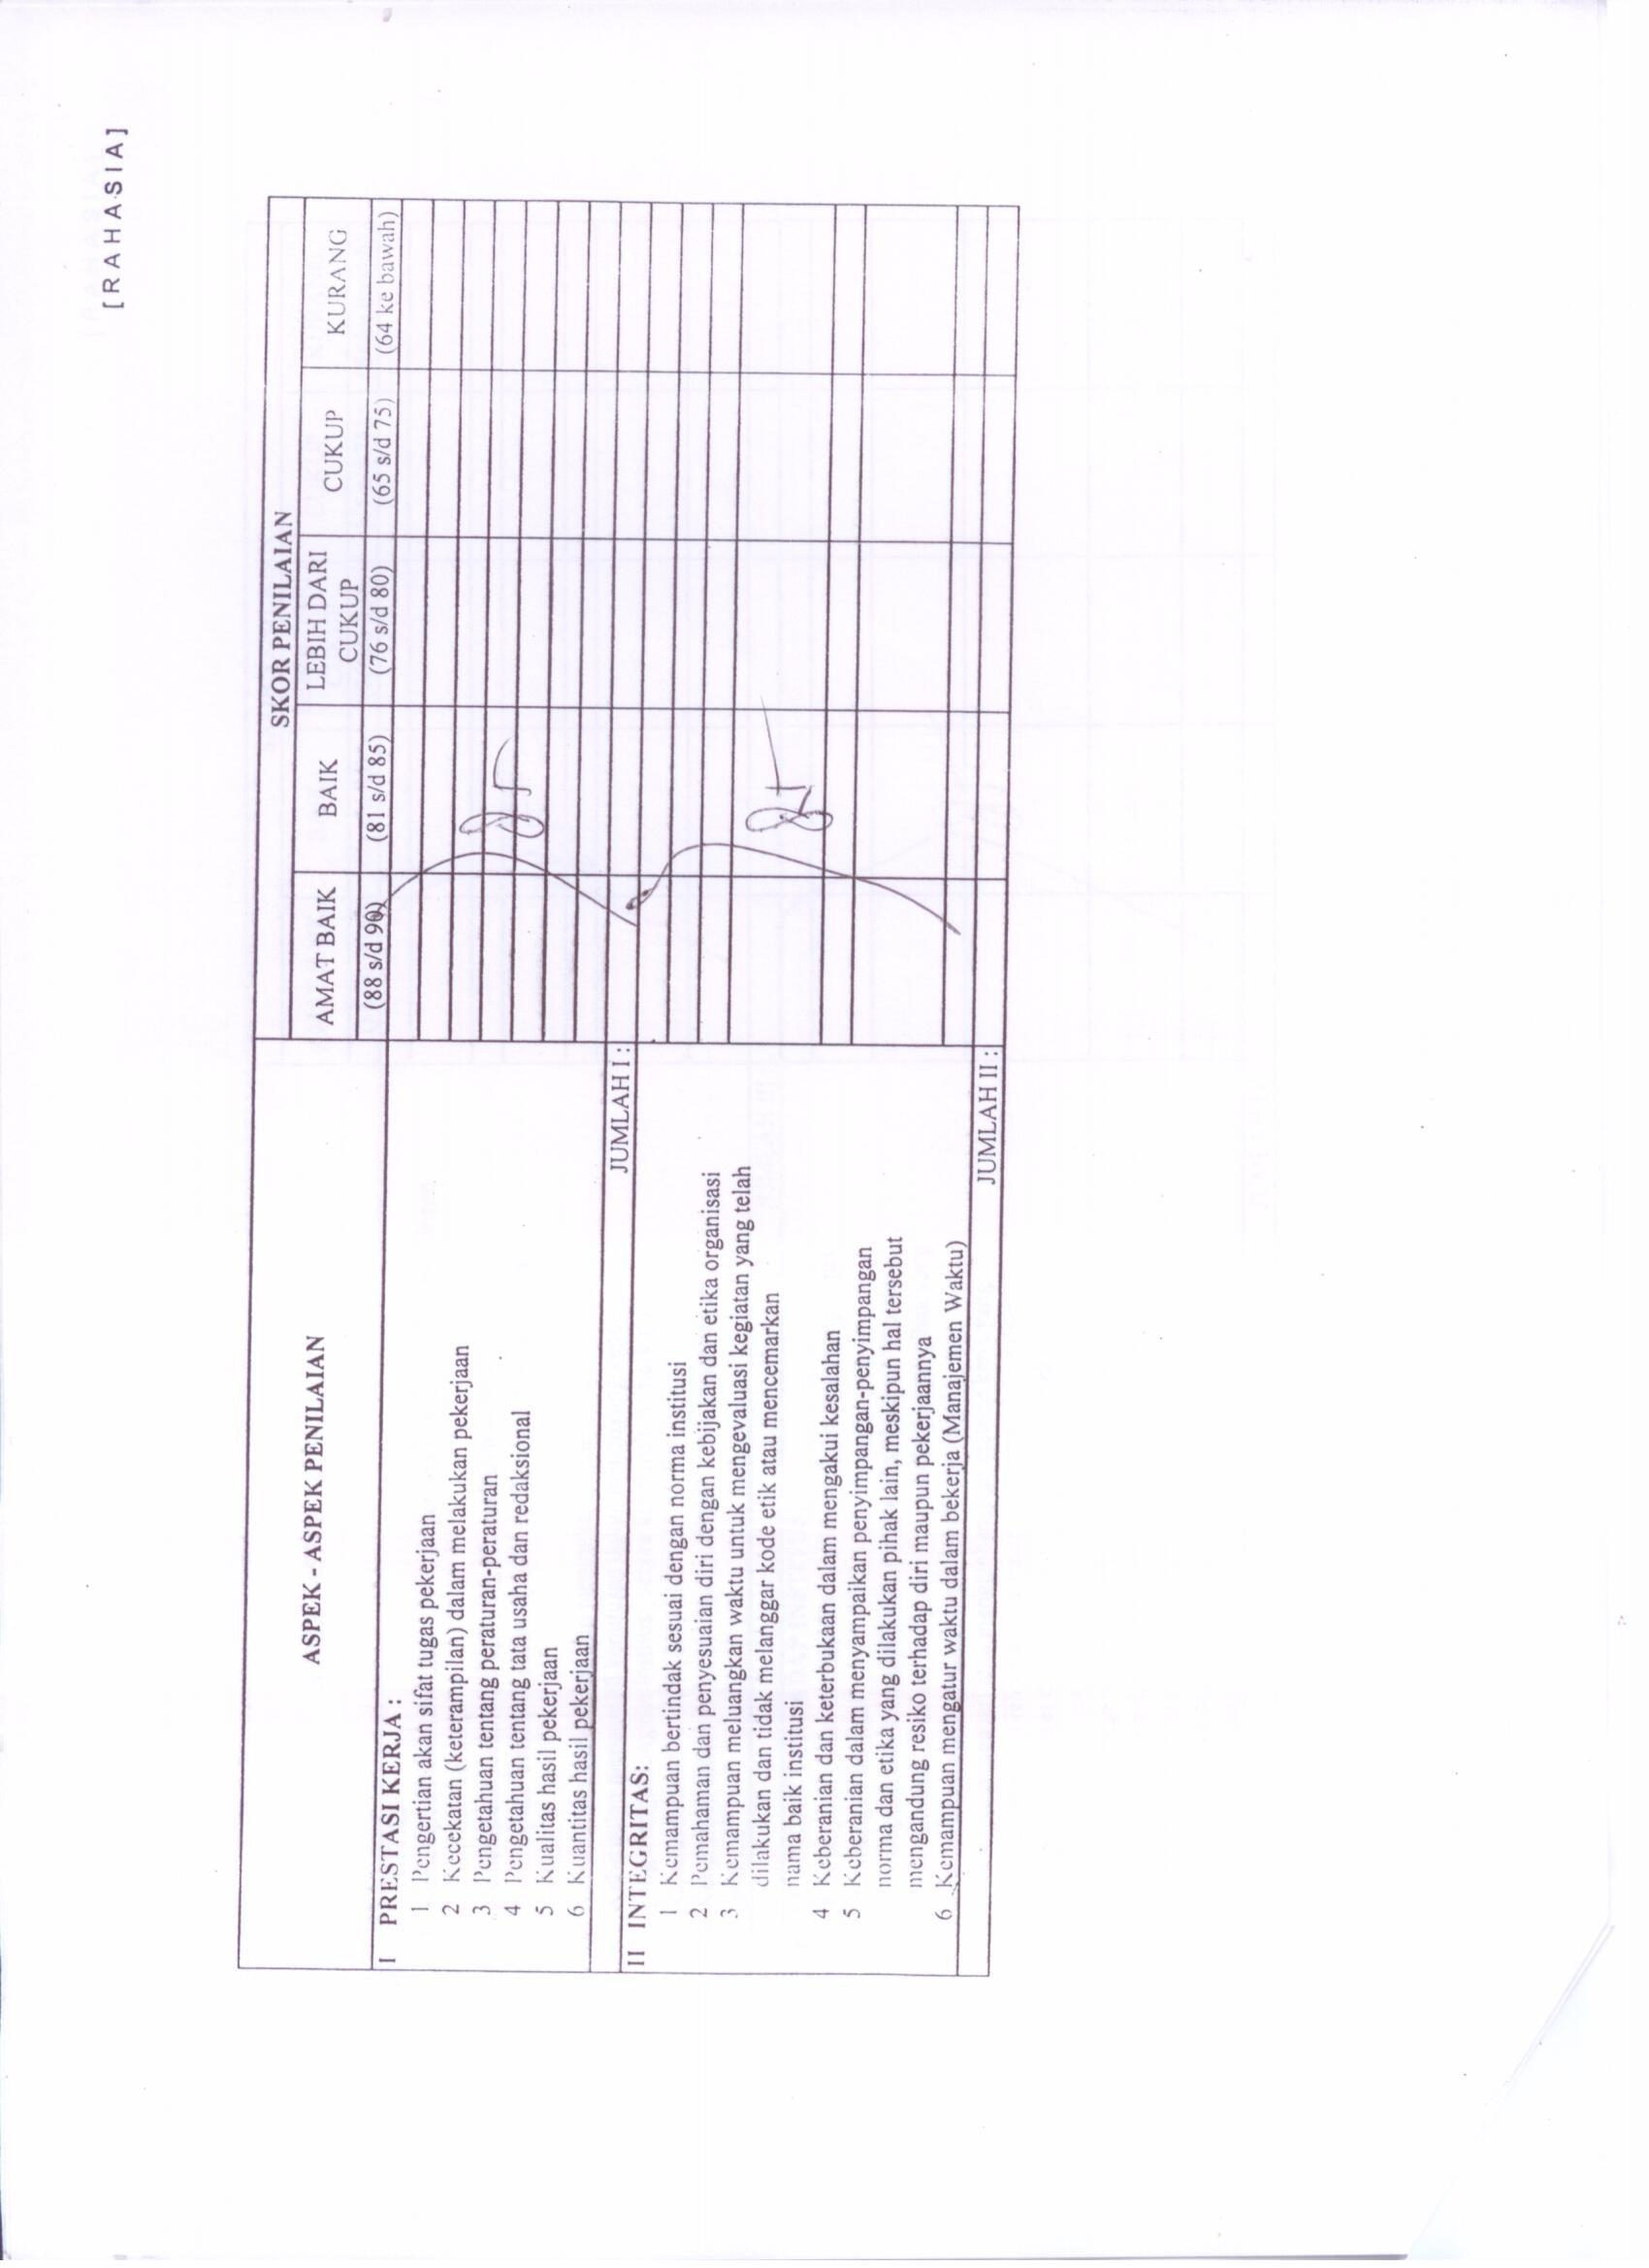 [RAHASIA]
ASPEK - ASPEK PENILAIAN
SKOR PENILAIAN
AMAT BAIK
BAIK
LEBIH DARI CUKUP
CUKUP
KURANG
(88 s/d 90)
(81 s/d 85)
(76 s/d 80)
(65 s/d 75)
(64 ke bawah)
I PRESTASI KERJA :
1 Pengertian akan sifat tugas pekerjaan
2 Kecekatan (keterampilan) dalam melakukan pekerjaan
3 Pengetahuan tentang peraturan-peraturan
4 Pengetahuan tentang tata usaha dan redaksional
5 Kualitas hasil pekerjaan
6 Kuantitas hasil pekerjaan
85
JUMLAH I :
II INTEGRITAS:
1 Kemampuan bertindak sesuai dengan norma institusi
2 Pemahaman dan penyesuaian diri dengan kebijakan dan etika organisasi
3 Kemampuan meluangkan waktu untuk mengevaluasi kegiatan yang telah
dilakukan dan tidak melanggar kode etik atau mencemarkan
nama baik institusi
4 Keberanian dan keterbukaan dalam mengakui kesalahan
5 Keberanian dalam menyampaikan penyimpangan-penyimpangan
norma dan etika yang dilakukan pihak lain, meskipun hal tersebut
mengandung resiko terhadap diri maupun pekerjaannya
6 Kemampuan mengatur waktu dalam bekerja (Manajemen Waktu)
85
JUMLAH II :